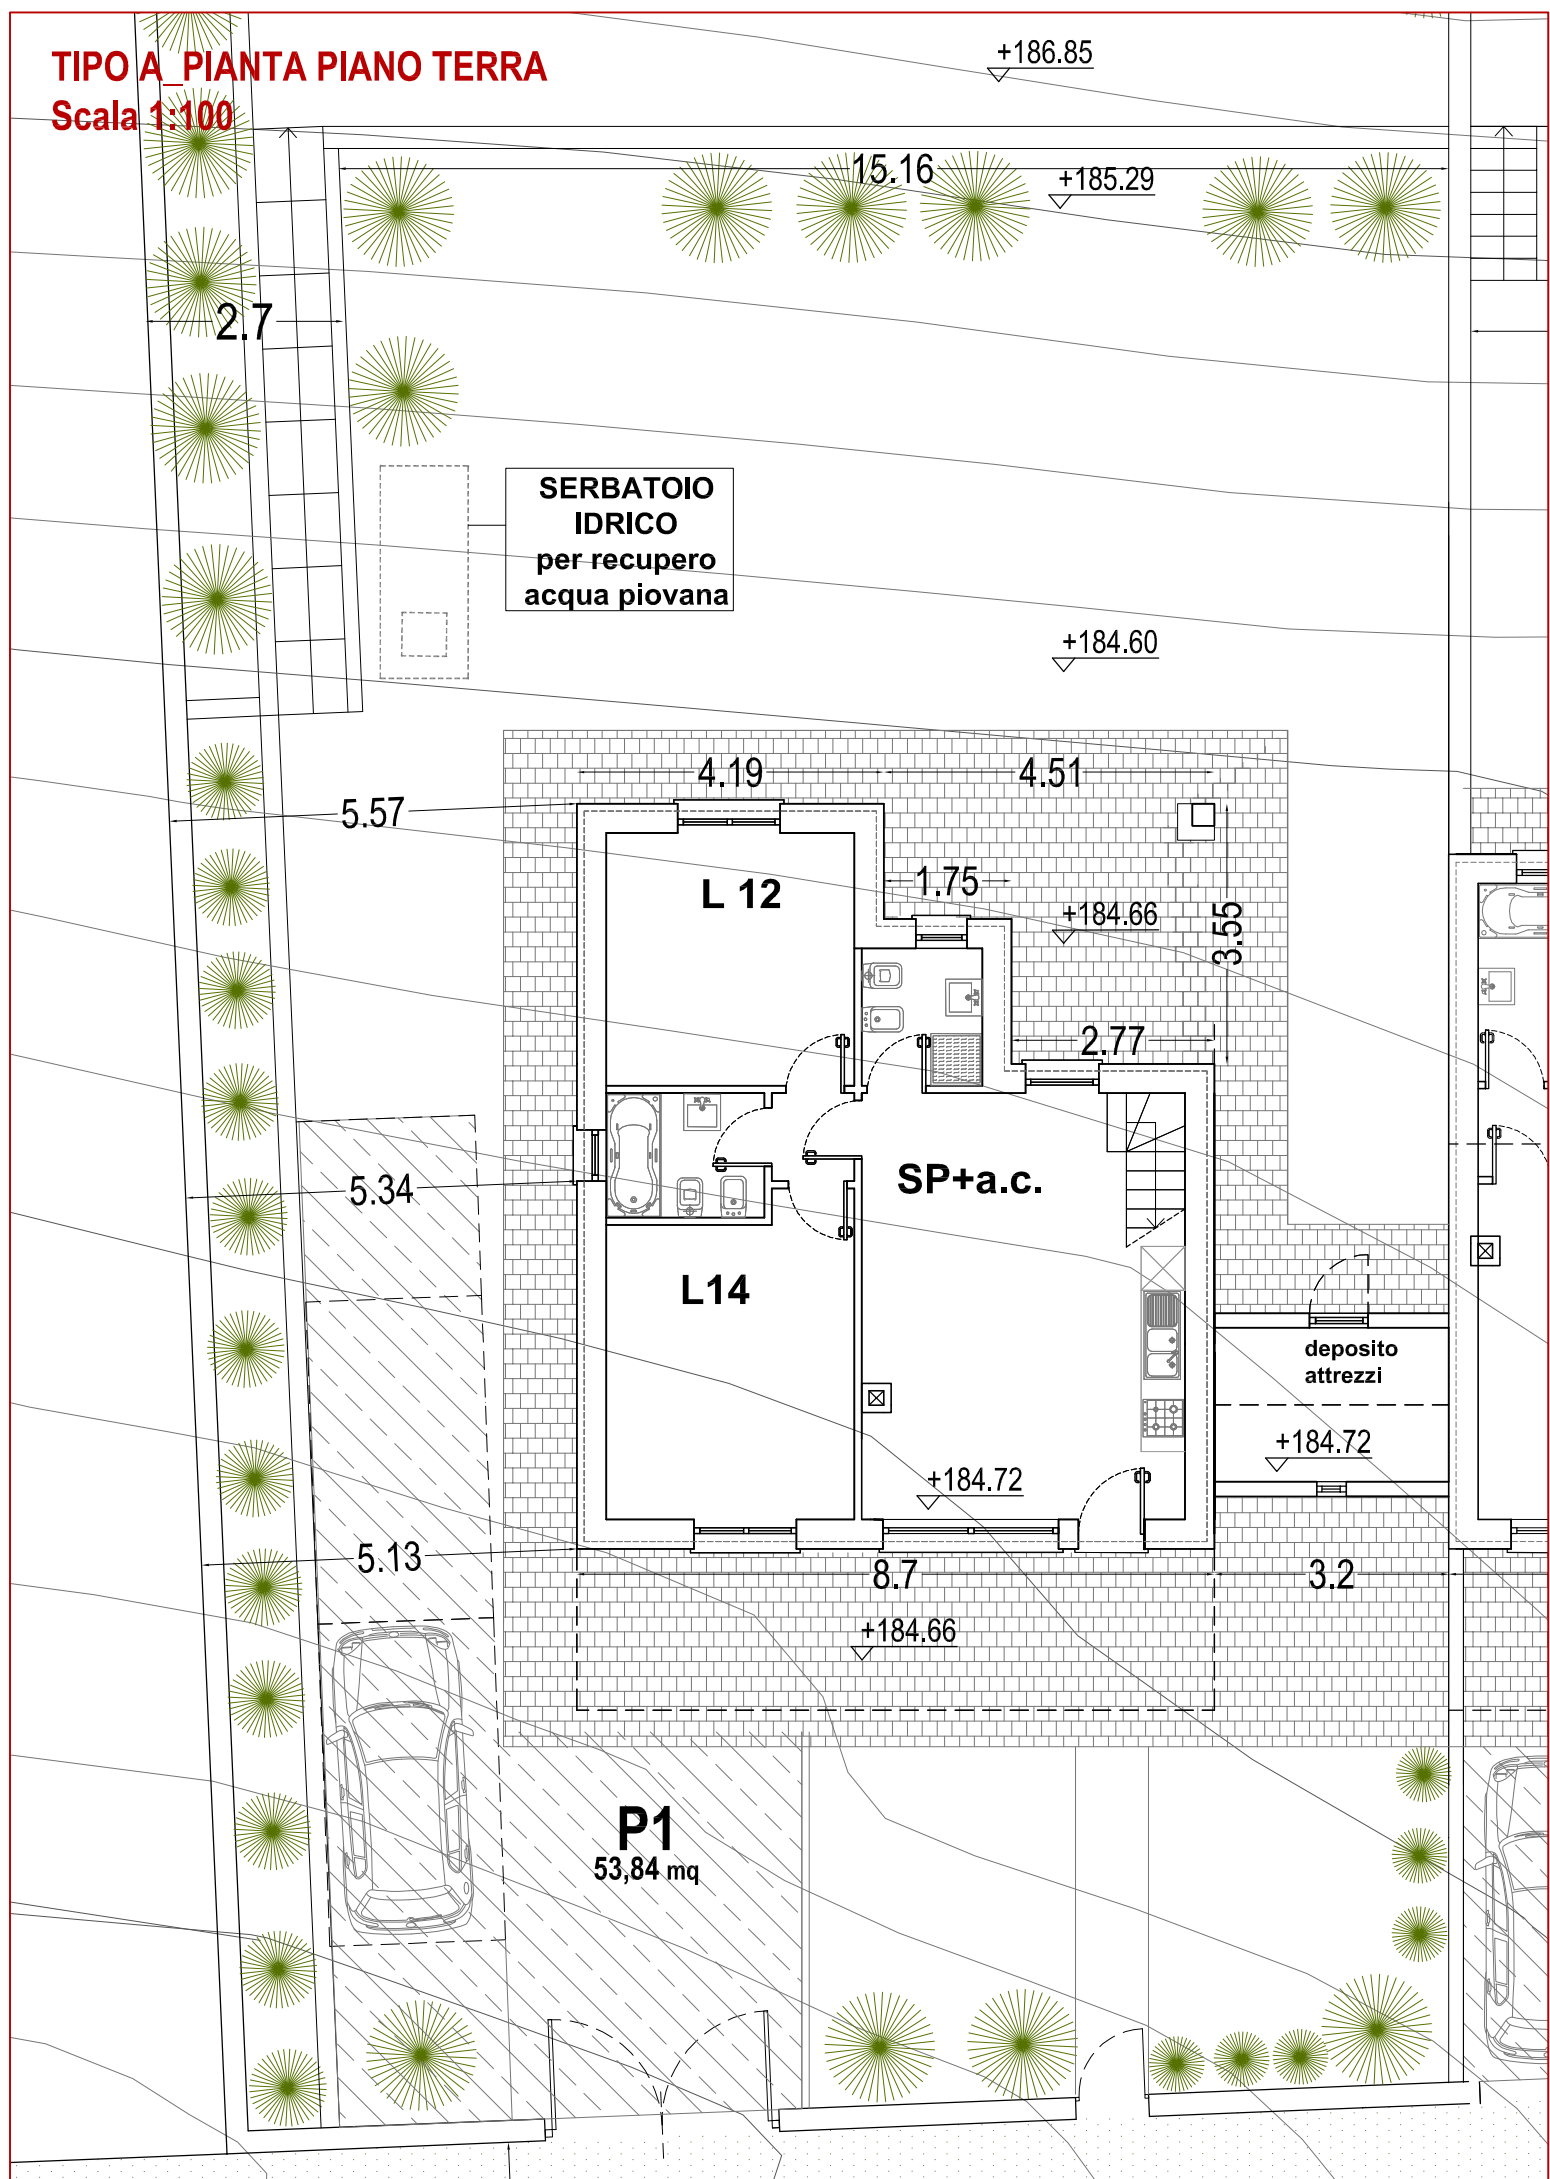 TIPO A_PIANTA PIANO TERRA
Scala 1:100
+186.85
15.16
+185.29
2.7
SERBATOIO
IDRICO
per recupero
acqua piovana
+184.60
4.19
4.51
5.57
L 12
1.75
+184.66
3.55
2.77
5.34
SP+a.c.
L14
deposito
attrezzi
+184.72
+184.72
5.13
8.7
3.2
+184.66
P1
53,84 mq